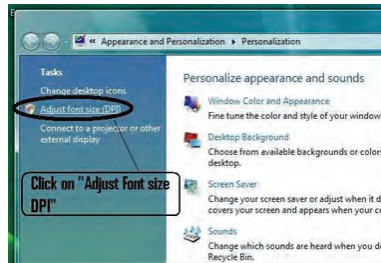 « Appearance and Personalization ▸ Personalization
Tasks
Change desktop icons
Adjust font size (DPI)
Connect to a projector or other
external display
Click on "Adjust Font size
DPI"
Personalize appearance and sounds
Window Color and Appearance
Fine tune the color and style of your window
Desktop Background
Choose from available backgrounds or colors
desktop.
Screen Saver
Change your screen saver or adjust when it d
covers your screen and appears when your co
Sounds
Change which sounds are heard when you do
Recycle Bin.